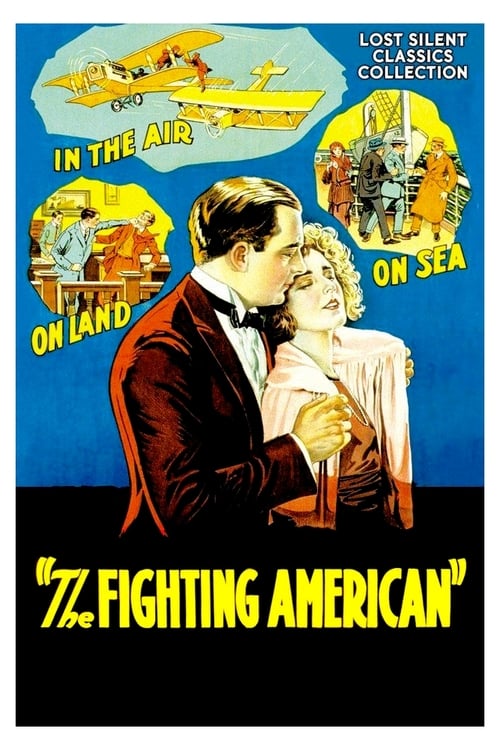 LOST SILENT
CLASSICS
COLLECTION
IN THE AIR
ON SEA
ON LAND
"The FIGHTING AMERICAN"